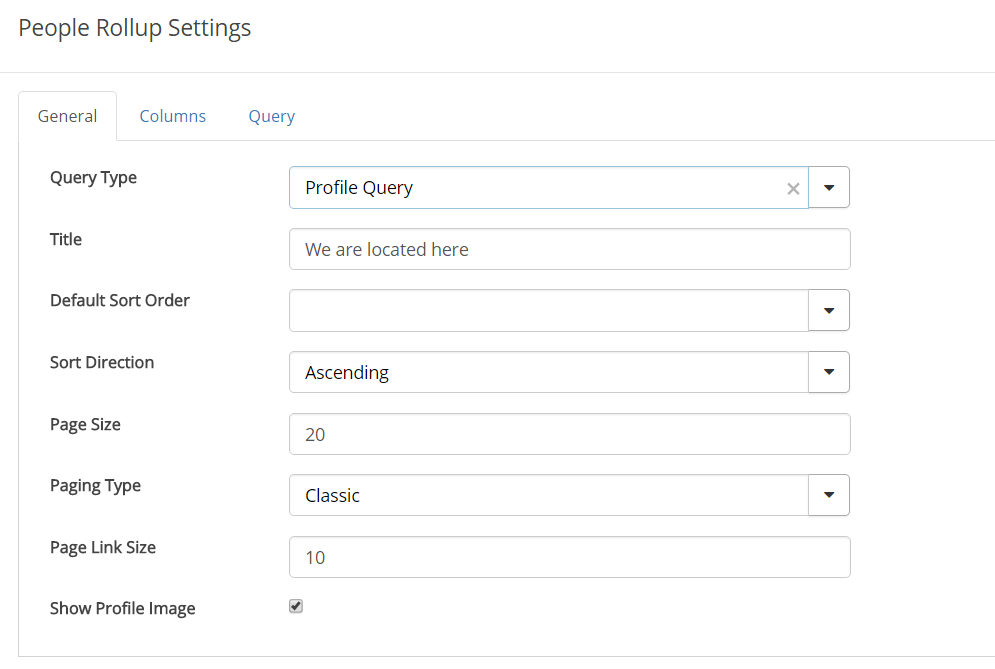 People Rollup Settings
General Columns Query
Query Type Profile Query
Title We are located here
Default Sort Order
Sort Direction Ascending
Page Size 20
Paging Type Classic
Page Link Size 10
Show Profile Image